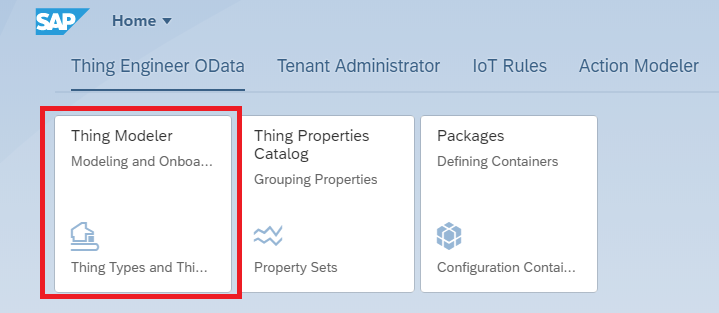 SAP Home
Thing Engineer OData Tenant Administrator IoT Rules Action Modeler
Thing Modeler
Modeling and Onboa...
Thing Types and Thi...
Thing Properties
Catalog
Grouping Properties
Property Sets
Packages
Defining Containers
Configuration Contai...